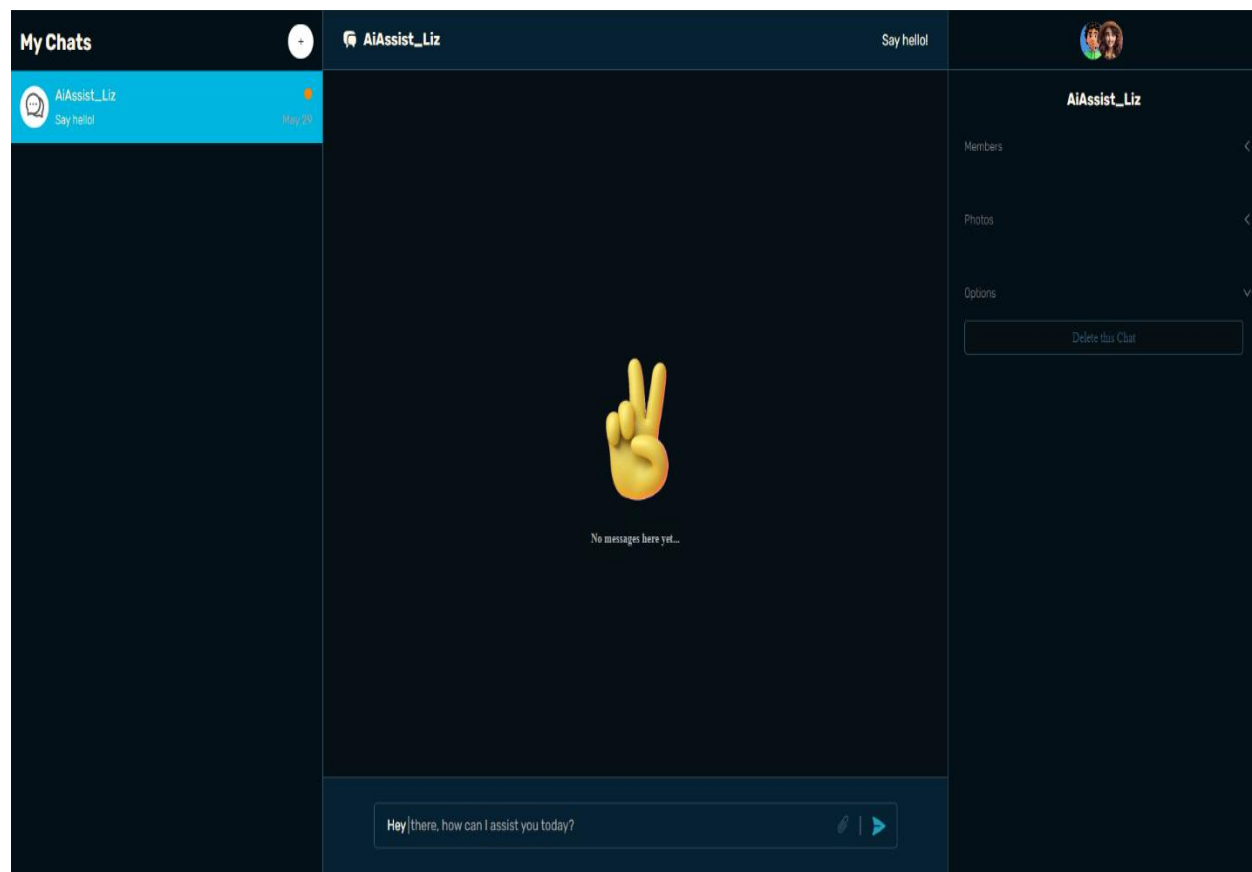 My Chats
+
AiAssist_Liz
Say hello!
May 29
AiAssist_Liz
Say hello!
No messages here yet...
Hey there, how can I assist you today?
AiAssist_Liz
Members
Photos
Options
Delete this Chat